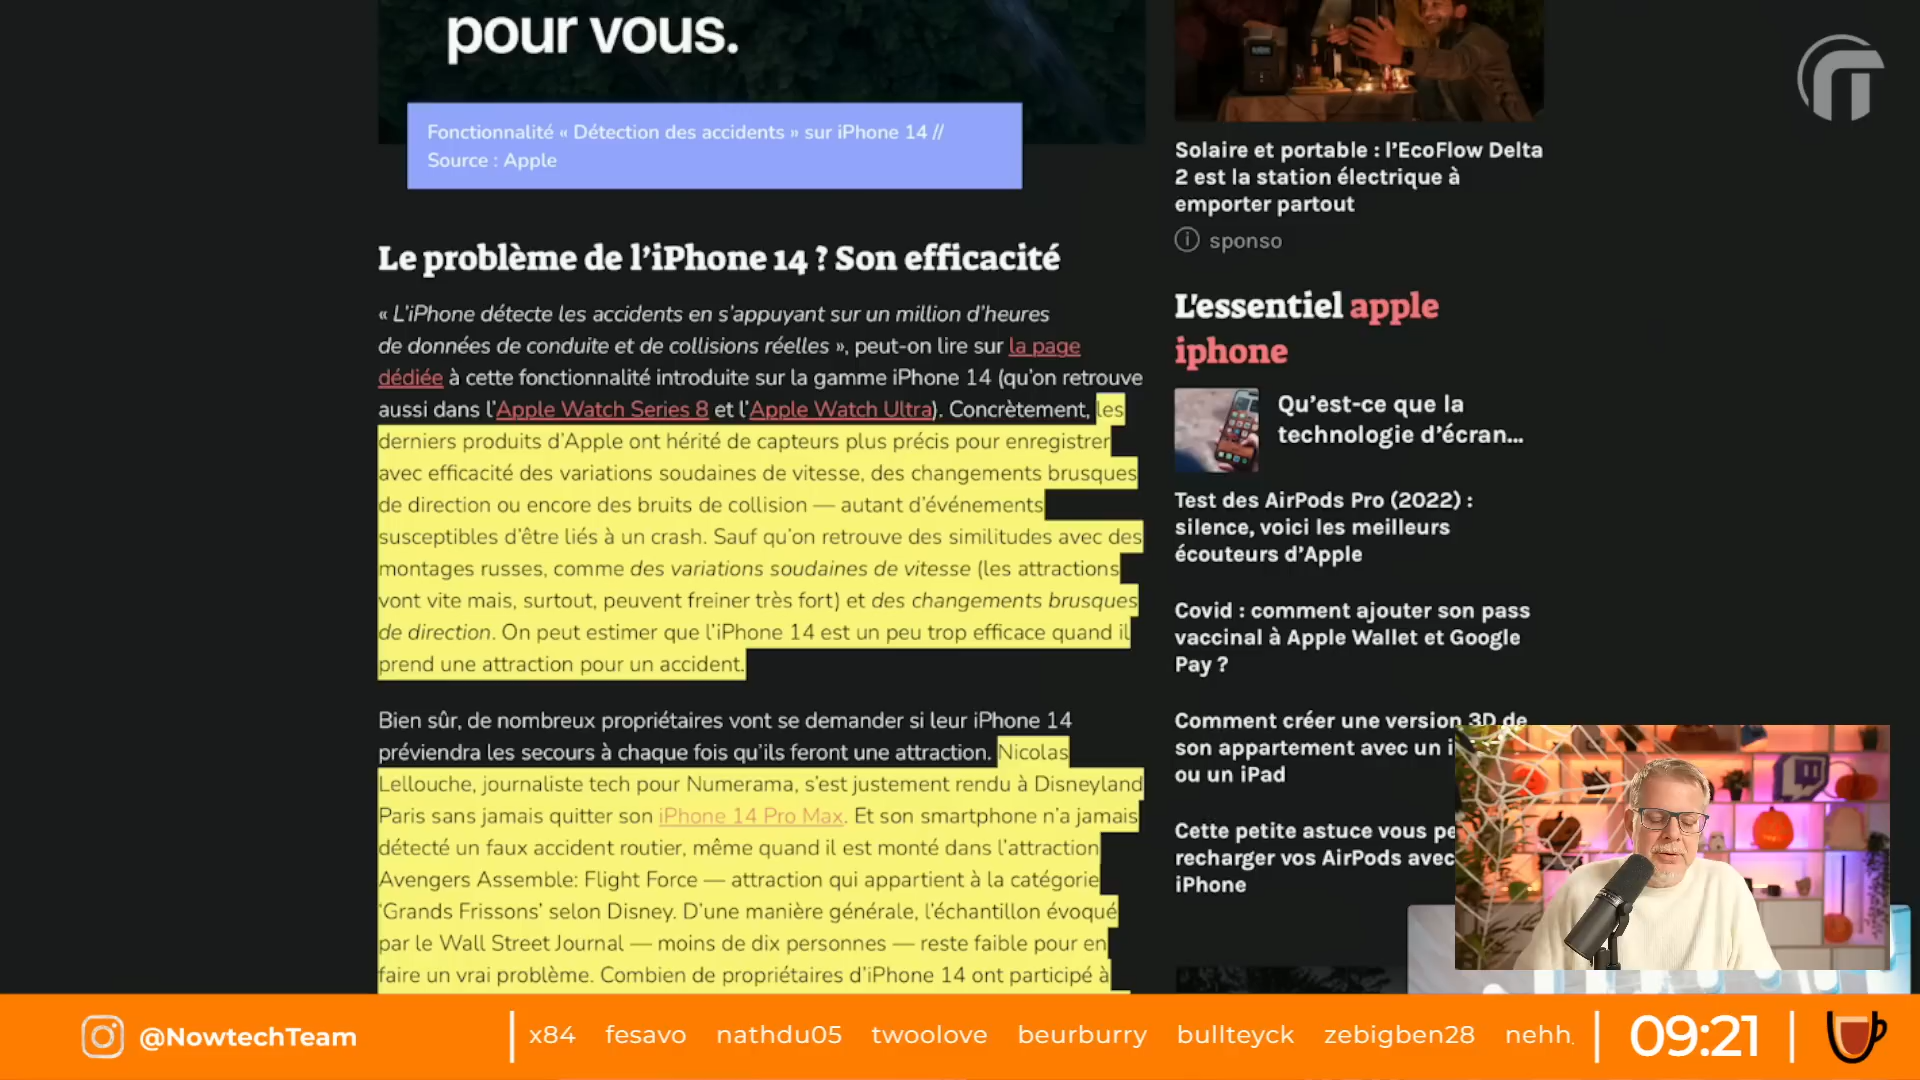 pour vous.
Fonctionnalité « Détection des accidents » sur iPhone 14 //
Source : Apple
Le problème de l’iPhone 14 ? Son efficacité
« L’iPhone détecte les accidents en s’appuyant sur un million d’heures
de données de conduite et de collisions réelles », peut-on lire sur la page
dédiée à cette fonctionnalité introduite sur la gamme iPhone 14 (qu’on retrouve
aussi dans l’Apple Watch Series 8 et l’Apple Watch Ultra). Concrètement, les
derniers produits d’Apple ont hérité de capteurs plus précis pour enregistrer
avec efficacité des variations soudaines de vitesse, des changements brusques
de direction ou encore des bruits de collision — autant d’événements
susceptibles d’être liés à un crash. Sauf qu’on retrouve des similitudes avec des
montages russes, comme des variations soudaines de vitesse (les attractions
vont vite mais, surtout, peuvent freiner très fort) et des changements brusques
de direction. On peut estimer que l’iPhone 14 est un peu trop efficace quand il
prend une attraction pour un accident.
Bien sûr, de nombreux propriétaires vont se demander si leur iPhone 14
préviendra les secours à chaque fois qu’ils feront une attraction. Nicolas
Lellouche, journaliste tech pour Numerama, s’est justement rendu à Disneyland
Paris sans jamais quitter son iPhone 14 Pro Max. Et son smartphone n’a jamais
détecté un faux accident routier, même quand il est monté dans l’attraction
Avengers Assemble: Flight Force — attraction qui appartient à la catégorie
‘Grands Frissons’ selon Disney. D’une manière générale, l’échantillon évoqué
par le Wall Street Journal — moins de dix personnes — reste faible pour en
faire un vrai problème. Combien de propriétaires d’iPhone 14 ont participé à
Solaire et portable : l’EcoFlow Delta
2 est la station électrique à
emporter partout
sponso
L’essentiel apple
iphone
Qu’est-ce que la
technologie d’écran...
Test des AirPods Pro (2022) :
silence, voici les meilleurs
écouteurs d’Apple
Covid : comment ajouter son pass
vaccinal à Apple Wallet et Google
Pay ?
Comment créer une version 3D de
son appartement avec un i
ou un iPad
Cette petite astuce vous pe
recharger vos AirPods avec
iPhone
@NowtechTeam
x84 fesavo nathdu05 twoolove beurburry bullteyck zebigben28 nehh
09:21